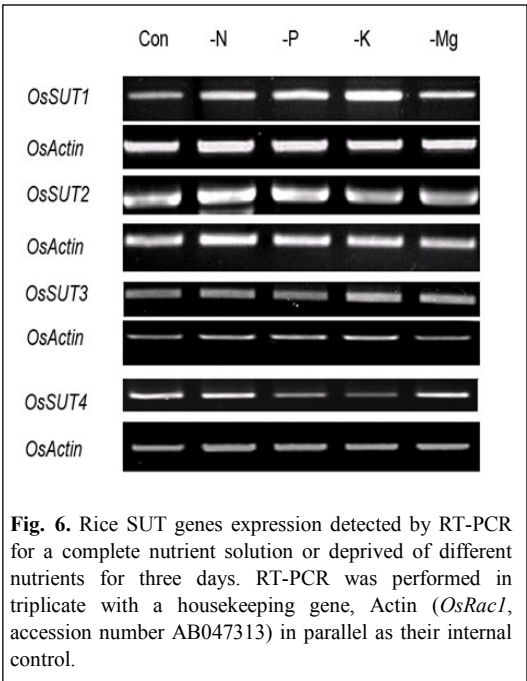 Con -N -P -K -Mg
OsSUT1
OsActin
OsSUT2
OsActin
OsSUT3
OsActin
OsSUT4
OsActin
Fig. 6. Rice SUT genes expression detected by RT-PCR
for a complete nutrient solution or deprived of different
nutrients for three days. RT-PCR was performed in
triplicate with a housekeeping gene, Actin (OsRac1,
accession number AB047313) in parallel as their internal
control.